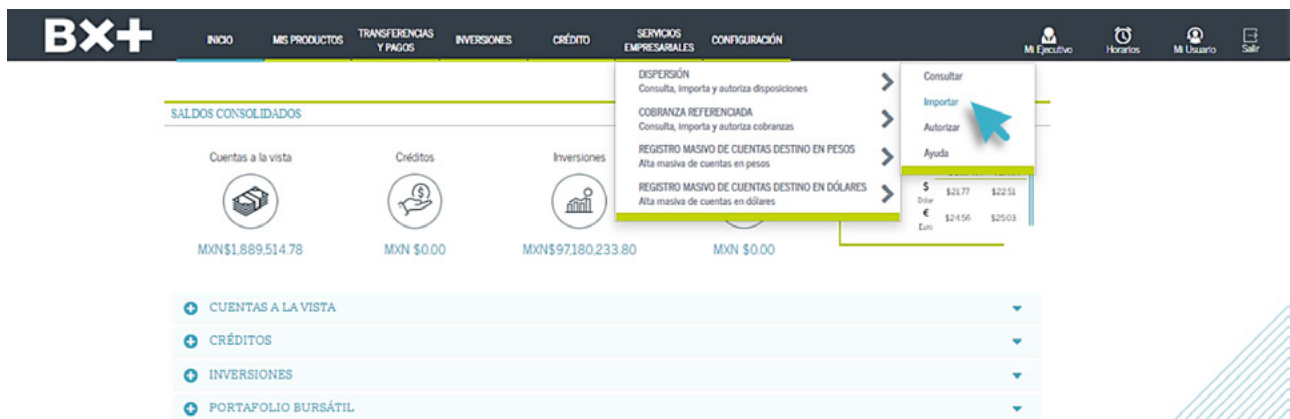 BX+
INICIO
MIS PRODUCTOS
TRANSFERENCIAS
Y PAGOS
INVERSIONES
CRÉDITO
SERVICIOS
EMPRESARIALES
CONFIGURACIÓN
Mi Ejecutivo
Horarios
Mi Usuario
Salir
DISPERSIÓN
Consulta, importa y autoriza disposiciones
COBRANZA REFERENCIADA
Consulta, importa y autoriza cobranzas
REGISTRO MASIVO DE CUENTAS DESTINO EN PESOS
Alta masiva de cuentas en pesos
REGISTRO MASIVO DE CUENTAS DESTINO EN DÓLARES
Alta masiva de cuentas en dólares
Consultar
Importar
Autorizar
Ayuda
SALDOS CONSOLIDADOS
Cuentas a la vista
Créditos
Inversiones
$
MXN$1,889,514.78
MXN $0.00
MXN$97,180,233.80
MXN $0.00
$ $21.77 $22.51
Dólar
€ $24.56 $25.03
Euro
CUENTAS A LA VISTA
CRÉDITOS
INVERSIONES
PORTAFOLIO BURSÁTIL